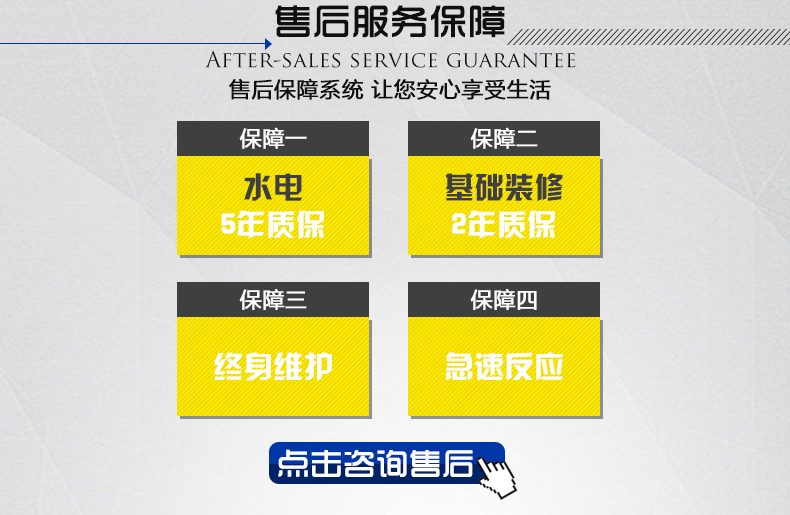 售后服务保障
AFTER-SALES SERVICE GUARANTEE
售后保障系统 让您安心享受生活
保障一
水电
5年质保
保障二
基础装修
2年质保
保障三
终身维护
保障四
急速反应
点击咨询售后